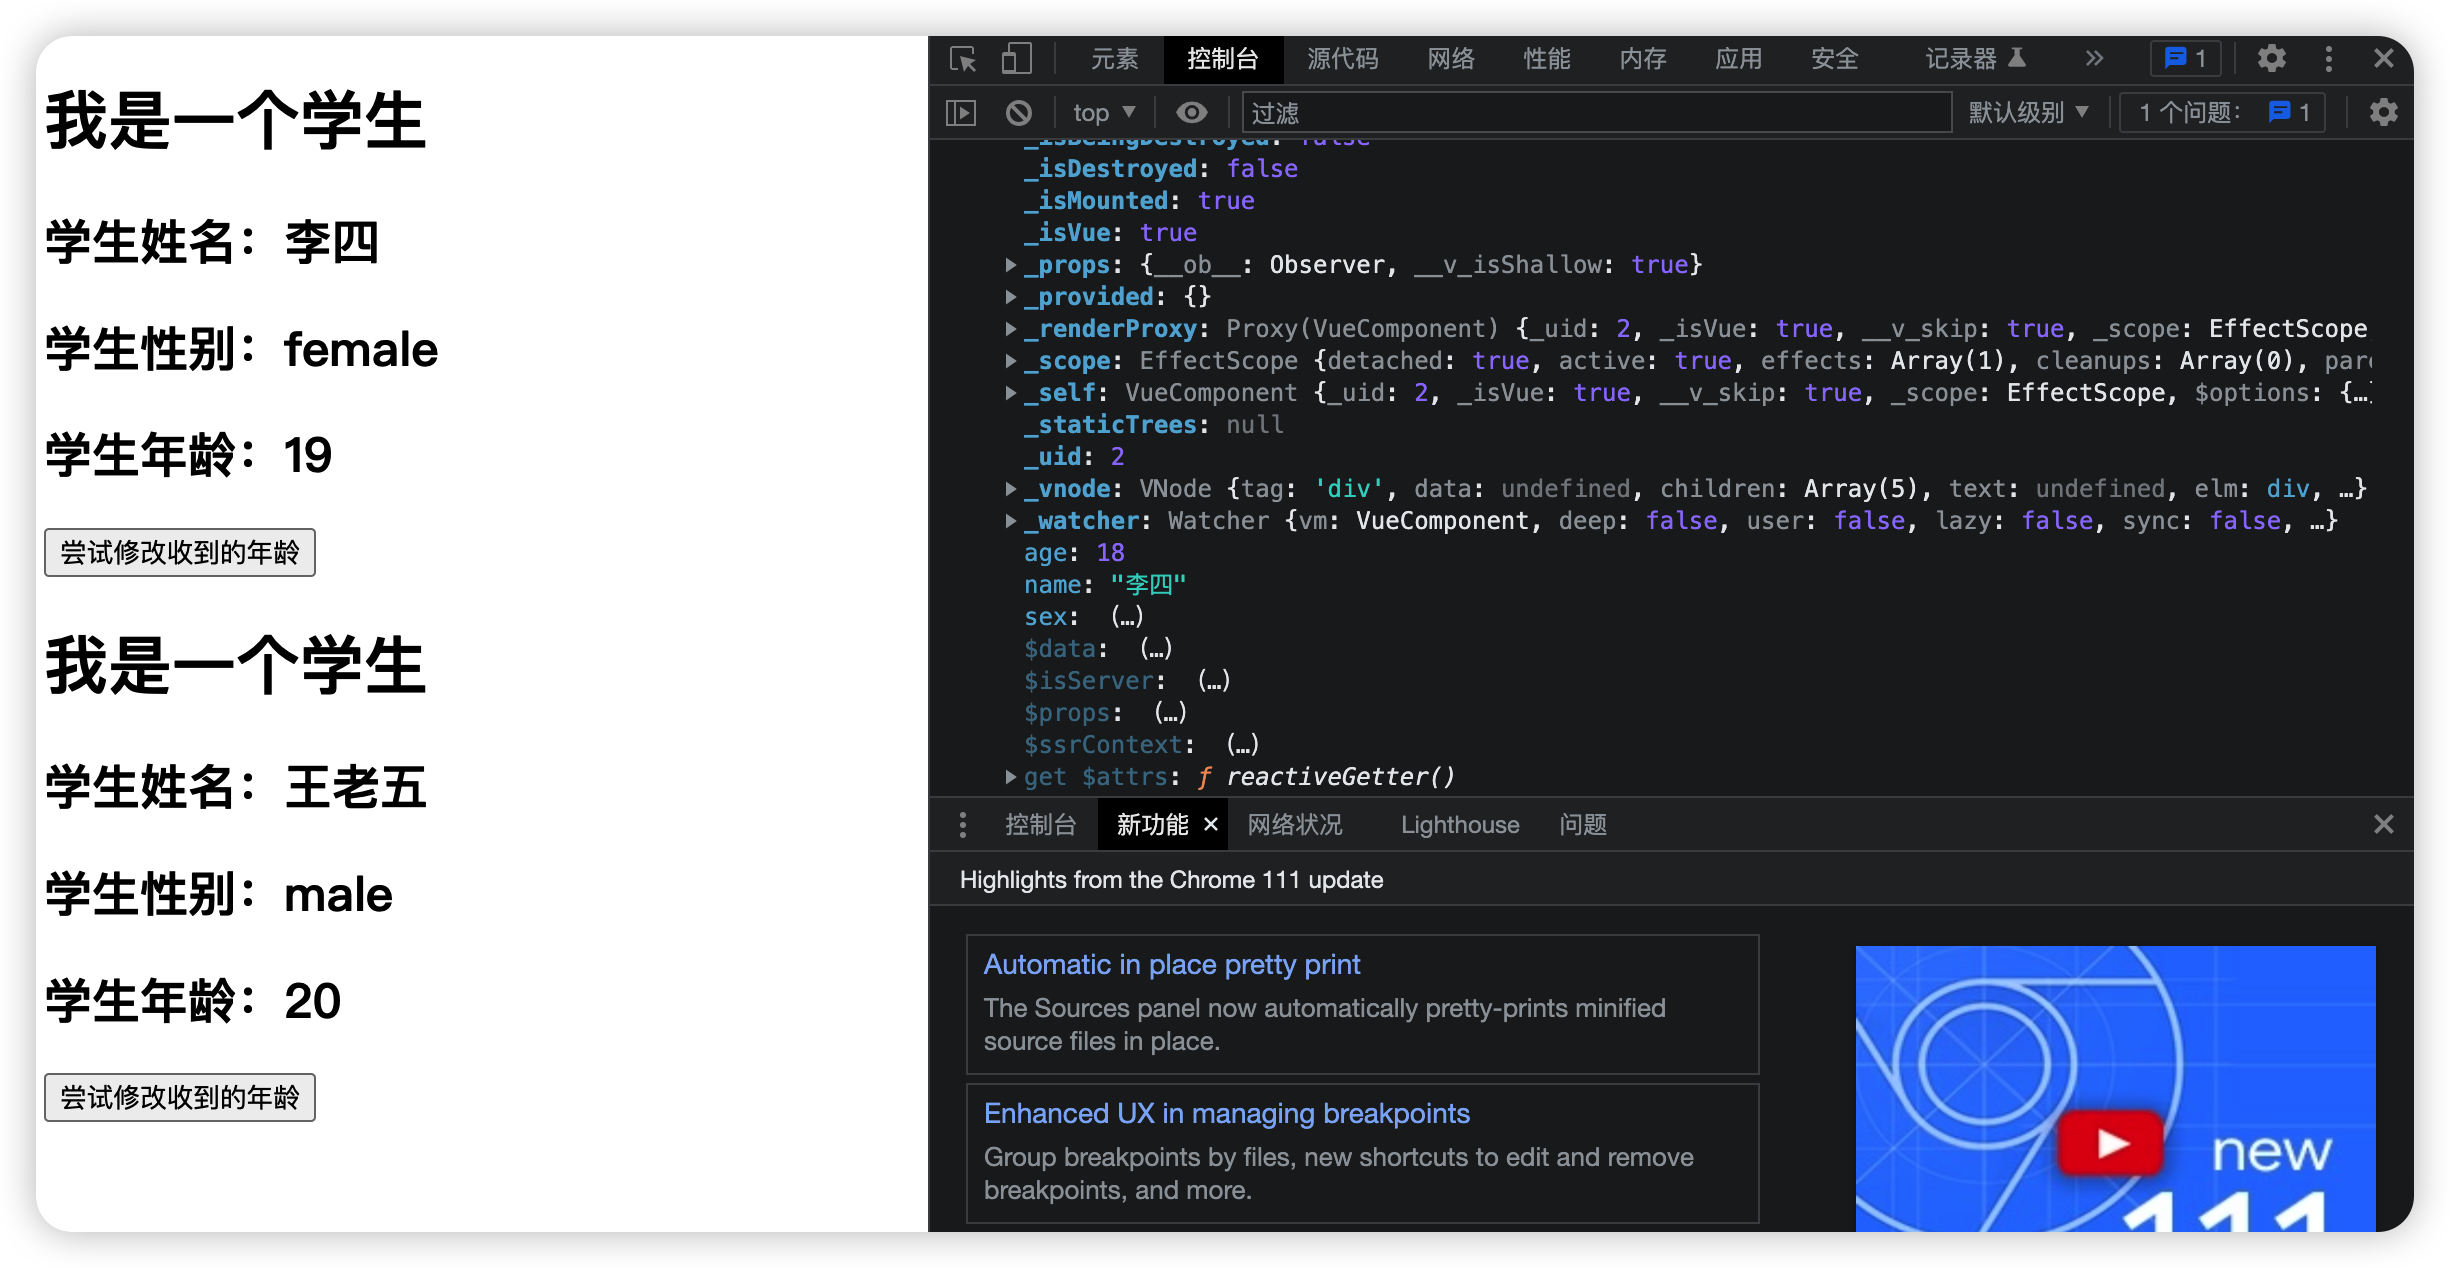 我是一个学生
学生姓名：李四
学生性别：female
学生年龄：19
尝试修改收到的年龄
我是一个学生
学生姓名：王老五
学生性别：male
学生年龄：20
尝试修改收到的年龄
元素 控制台 源代码 网络 性能 内存 应用 安全 记录器 1
top 过滤 默认级别 1 个问题： 1
_isBeingDestroyed: false
_isDestroyed: false
_isMounted: true
_isVue: true
_props: {__ob__: Observer, __v_isShallow: true}
_provided: {}
_renderProxy: Proxy(VueComponent) {_uid: 2, _isVue: true, __v_skip: true, _scope: EffectScope
_scope: EffectScope {detached: true, active: true, effects: Array(1), cleanups: Array(0), pare
_self: VueComponent {_uid: 2, _isVue: true, __v_skip: true, _scope: EffectScope, $options: {…}
_staticTrees: null
_uid: 2
_vnode: VNode {tag: 'div', data: undefined, children: Array(5), text: undefined, elm: div, …}
_watcher: Watcher {vm: VueComponent, deep: false, user: false, lazy: false, sync: false, …}
age: 18
name: "李四"
sex: (…)
$data: (…)
$isServer: (…)
$props: (…)
$ssrContext: (…)
get $attrs: ƒ reactiveGetter()
控制台 新功能 网络状况 Lighthouse 问题
Highlights from the Chrome 111 update
Automatic in place pretty print
The Sources panel now automatically pretty-prints minified
source files in place.
Enhanced UX in managing breakpoints
Group breakpoints by files, new shortcuts to edit and remove
breakpoints, and more.
new
111